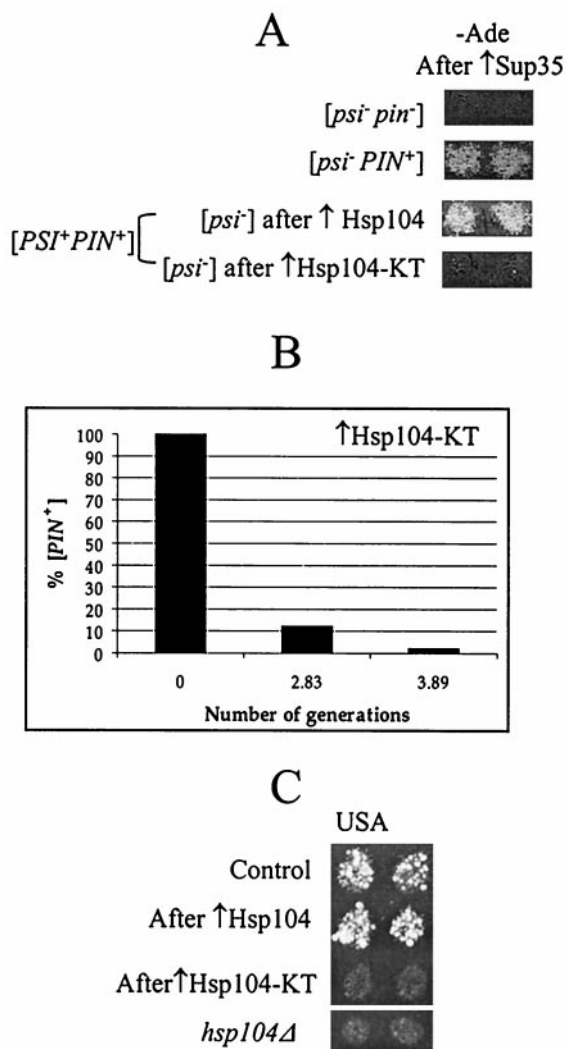 A
-Ade
After ↑Sup35
[psi- pin-]
[psi- PIN+]
[PSI+PIN+]
[psi-] after ↑ Hsp104
[psi-] after ↑Hsp104-KT
B
↑Hsp104-KT
% [PIN+]
100
90
80
70
60
50
40
30
20
10
0
0 2.83 3.89
Number of generations
C
USA
Control
After ↑Hsp104
After↑Hsp104-KT
hsp104Δ